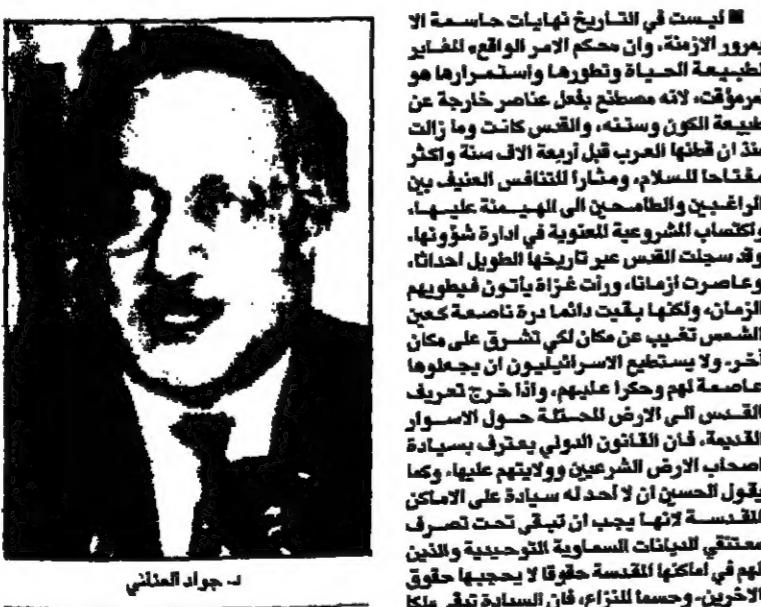 ■ ليست في التاريخ نهايات حاسمة الا
بمرور الازمنة، وان محكم الامر الواقع، المغاير
لطبيعة الحياة وتطورها واستمرارها هو
امرمؤقت، لانه مصطنع بفعل عناصر خارجة عن
طبيعة الكون وسننه، والقدس كانت وما زالت
منذ ان قطنها العرب قبل أربعة الاف سنة واكثر
مفتاحا للسلام، ومثارا للتنافس العنيف بين
الراغبين والطامحين الى الهيمنة عليها،
واكتساب الشرعية المعنوية في ادارة شؤونها.
وقد سجلت القدس عبر تاريخها الطويل احداثا،
وعاصرت ازمانا، ورأت غزاة يأتون فيطويهم
الزمان، ولكنها بقيت دائما درة ناصعة كعين
الشمس تغيب عن مكان لكي تشرق على مكان
آخر. ولا يستطيع الاسرائيليون ان يجعلوها
عاصمة لهم وحكرا عليهم، واذا خرج تعريف
القدس الى الارض المحتلة حول الاسوار
القديمة، فان القانون الدولي يعترف بسيادة
اصحاب الارض الشرعيين وولايتهم عليها، وكما
يقول الحسين ان لا أحد له سيادة على الاماكن
المقدسة لانها يجب ان تبقى تحت تصرف
معتنقي الديانات السماوية التوحيدية والذين
لهم في اماكنها المقدسة حقوقا لا يحجبها حقوق
الاخرين، وحسما للنزاع، فان السيادة تبقى ملكا
د. جواد العناني